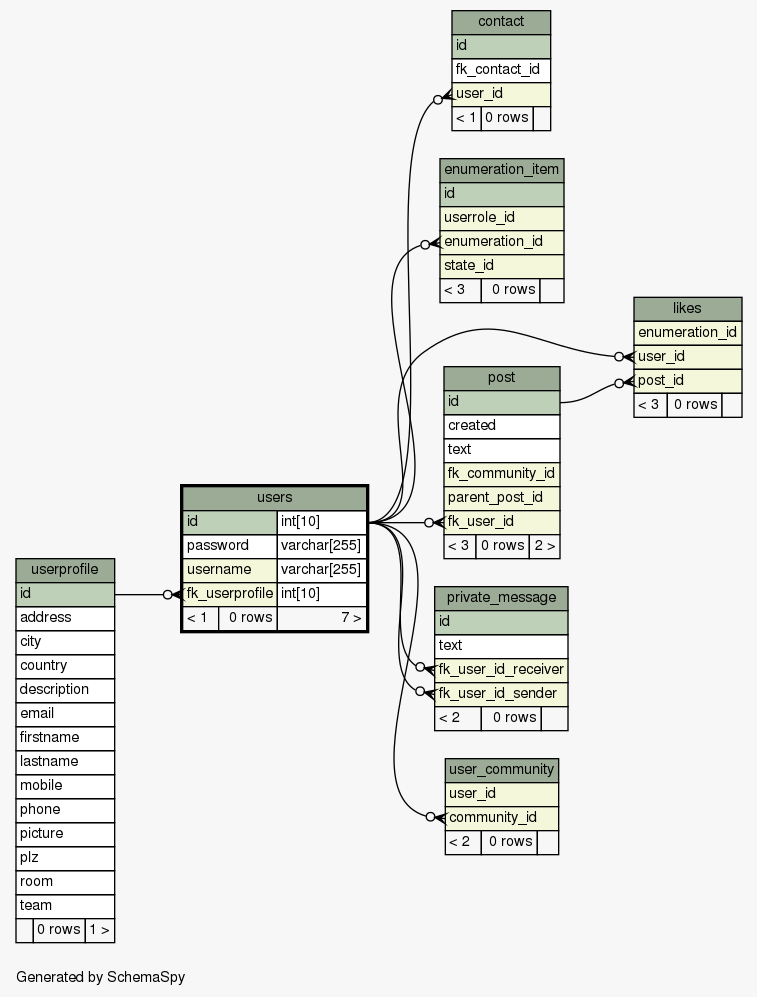 contact
id
fk_contact_id
user_id
< 1 0 rows
enumeration_item
id
userrole_id
enumeration_id
state_id
< 3 0 rows
likes
enumeration_id
user_id
post_id
< 3 0 rows
post
id
created
text
fk_community_id
parent_post_id
fk_user_id
< 3 0 rows 2 >
users
id int[10]
password varchar[255]
username varchar[255]
fk_userprofile int[10]
< 1 0 rows 7 >
userprofile
id
address
city
country
description
email
firstname
lastname
mobile
phone
picture
plz
room
team
0 rows 1 >
private_message
id
text
fk_user_id_receiver
fk_user_id_sender
< 2 0 rows
user_community
user_id
community_id
< 2 0 rows
Generated by SchemaSpy